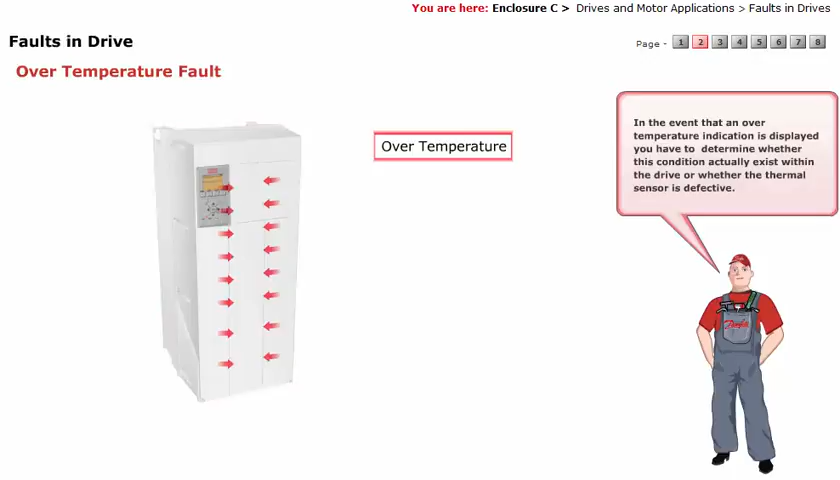 You are here: Enclosure C > Drives and Motor Applications > Faults in Drives
Faults in Drive
Page - 1 2 3 4 5 6 7 8
Over Temperature Fault
Over Temperature
In the event that an over
temperature indication is displayed
you have to determine whether
this condition actually exist within
the drive or whether the thermal
sensor is defective.
Danfoss